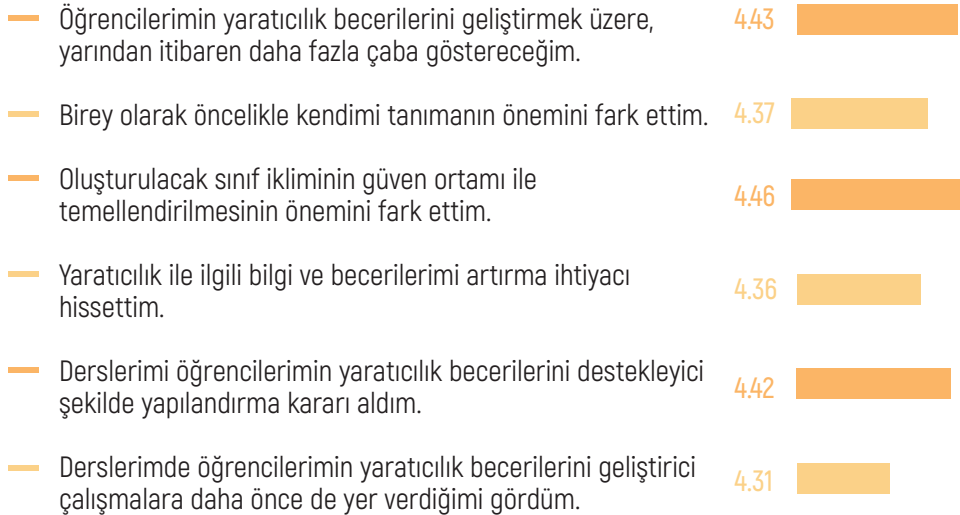 Öğrencilerimin yaratıcılık becerilerini geliştirmek üzere, 4.43
yarından itibaren daha fazla çaba göstereceğim.
Birey olarak öncelikle kendimi tanımanın önemini fark ettim. 4.37
Oluşturulacak sınıf ikliminin güven ortamı ile
temellendirilmesinin önemini fark ettim. 4.46
Yaratıcılık ile ilgili bilgi ve becerilerimi artırma ihtiyacı
hissettim. 4.36
Derslerimi öğrencilerimin yaratıcılık becerilerini destekleyici
şekilde yapılandırma kararı aldım. 4.42
Derslerimde öğrencilerimin yaratıcılık becerilerini geliştirici
çalışmalara daha önce de yer verdiğimi gördüm. 4.31